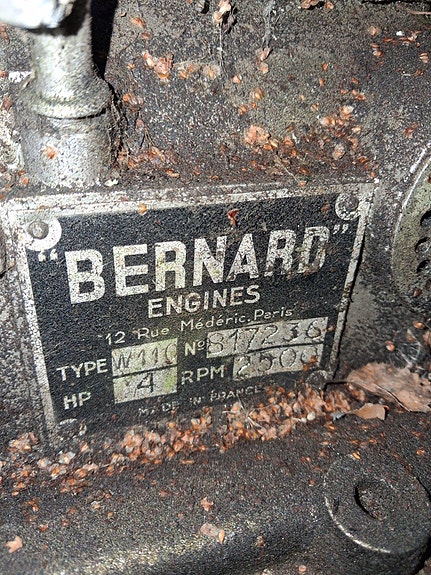 "BERNARD"
ENGINES
12 Rue Médéric, Paris
TYPE W110 Nº 817236
HP 4 RPM 2500
MADE IN FRANCE